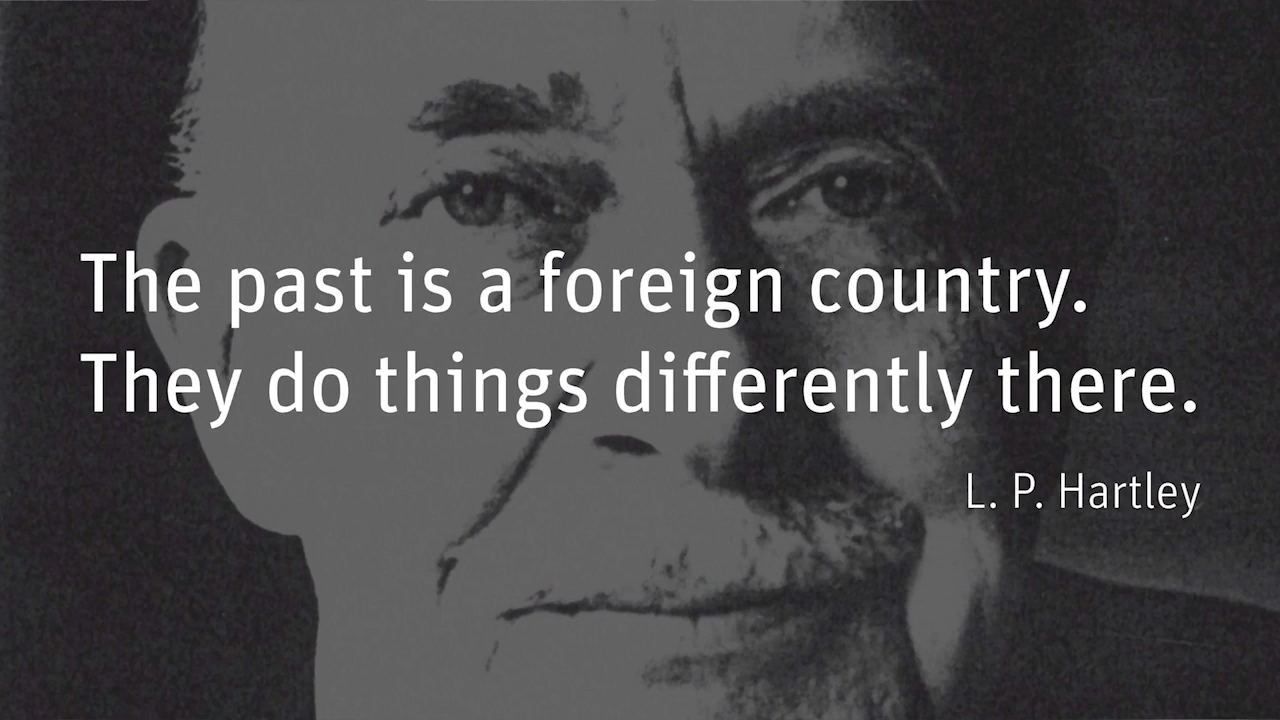 The past is a foreign country.
They do things differently there.
L. P. Hartley